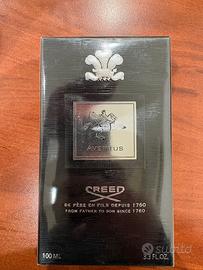 AVENTUS
CREED
DE PÈRE EN FILS DEPUIS 1760
FROM FATHER TO SON SINCE 1760
100 ML
3.3 FL.OZ.
subito